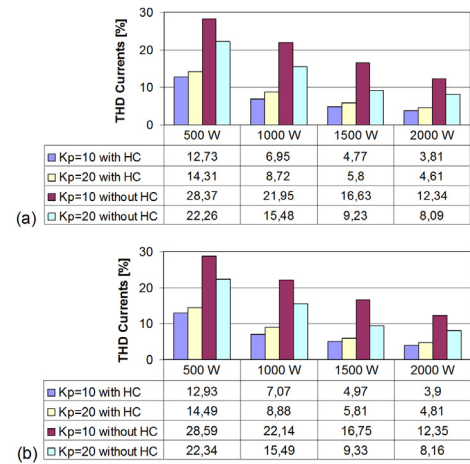 30
20
10
0
THD Currents [%]
500 W 1000 W 1500 W 2000 W
Kp=10 with HC 12,73 6,95 4,77 3,81
Kp=20 with HC 14,31 8,72 5,8 4,61
Kp=10 without HC 28,37 21,95 16,63 12,34
Kp=20 without HC 22,26 15,48 9,23 8,09
(a)
30
20
10
0
THD Currents [%]
500 W 1000 W 1500 W 2000 W
Kp=10 with HC 12,93 7,07 4,97 3,9
Kp=20 with HC 14,49 8,88 5,81 4,81
Kp=10 without HC 28,59 22,14 16,75 12,35
Kp=20 without HC 22,34 15,49 9,33 8,16
(b)